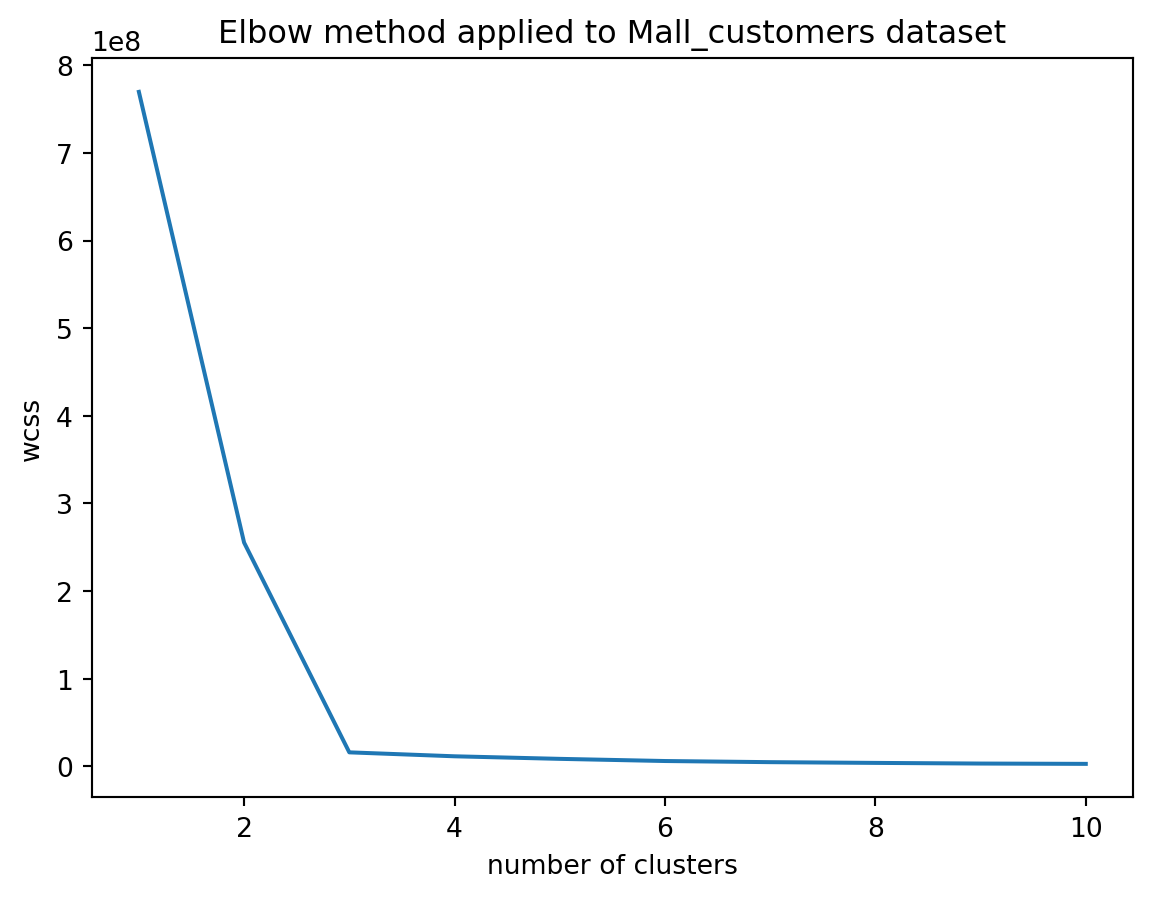 Elbow method applied to Mall_customers dataset
1e8
8
7
6
5
4
3
2
1
0
wcss
2 4 6 8 10
number of clusters